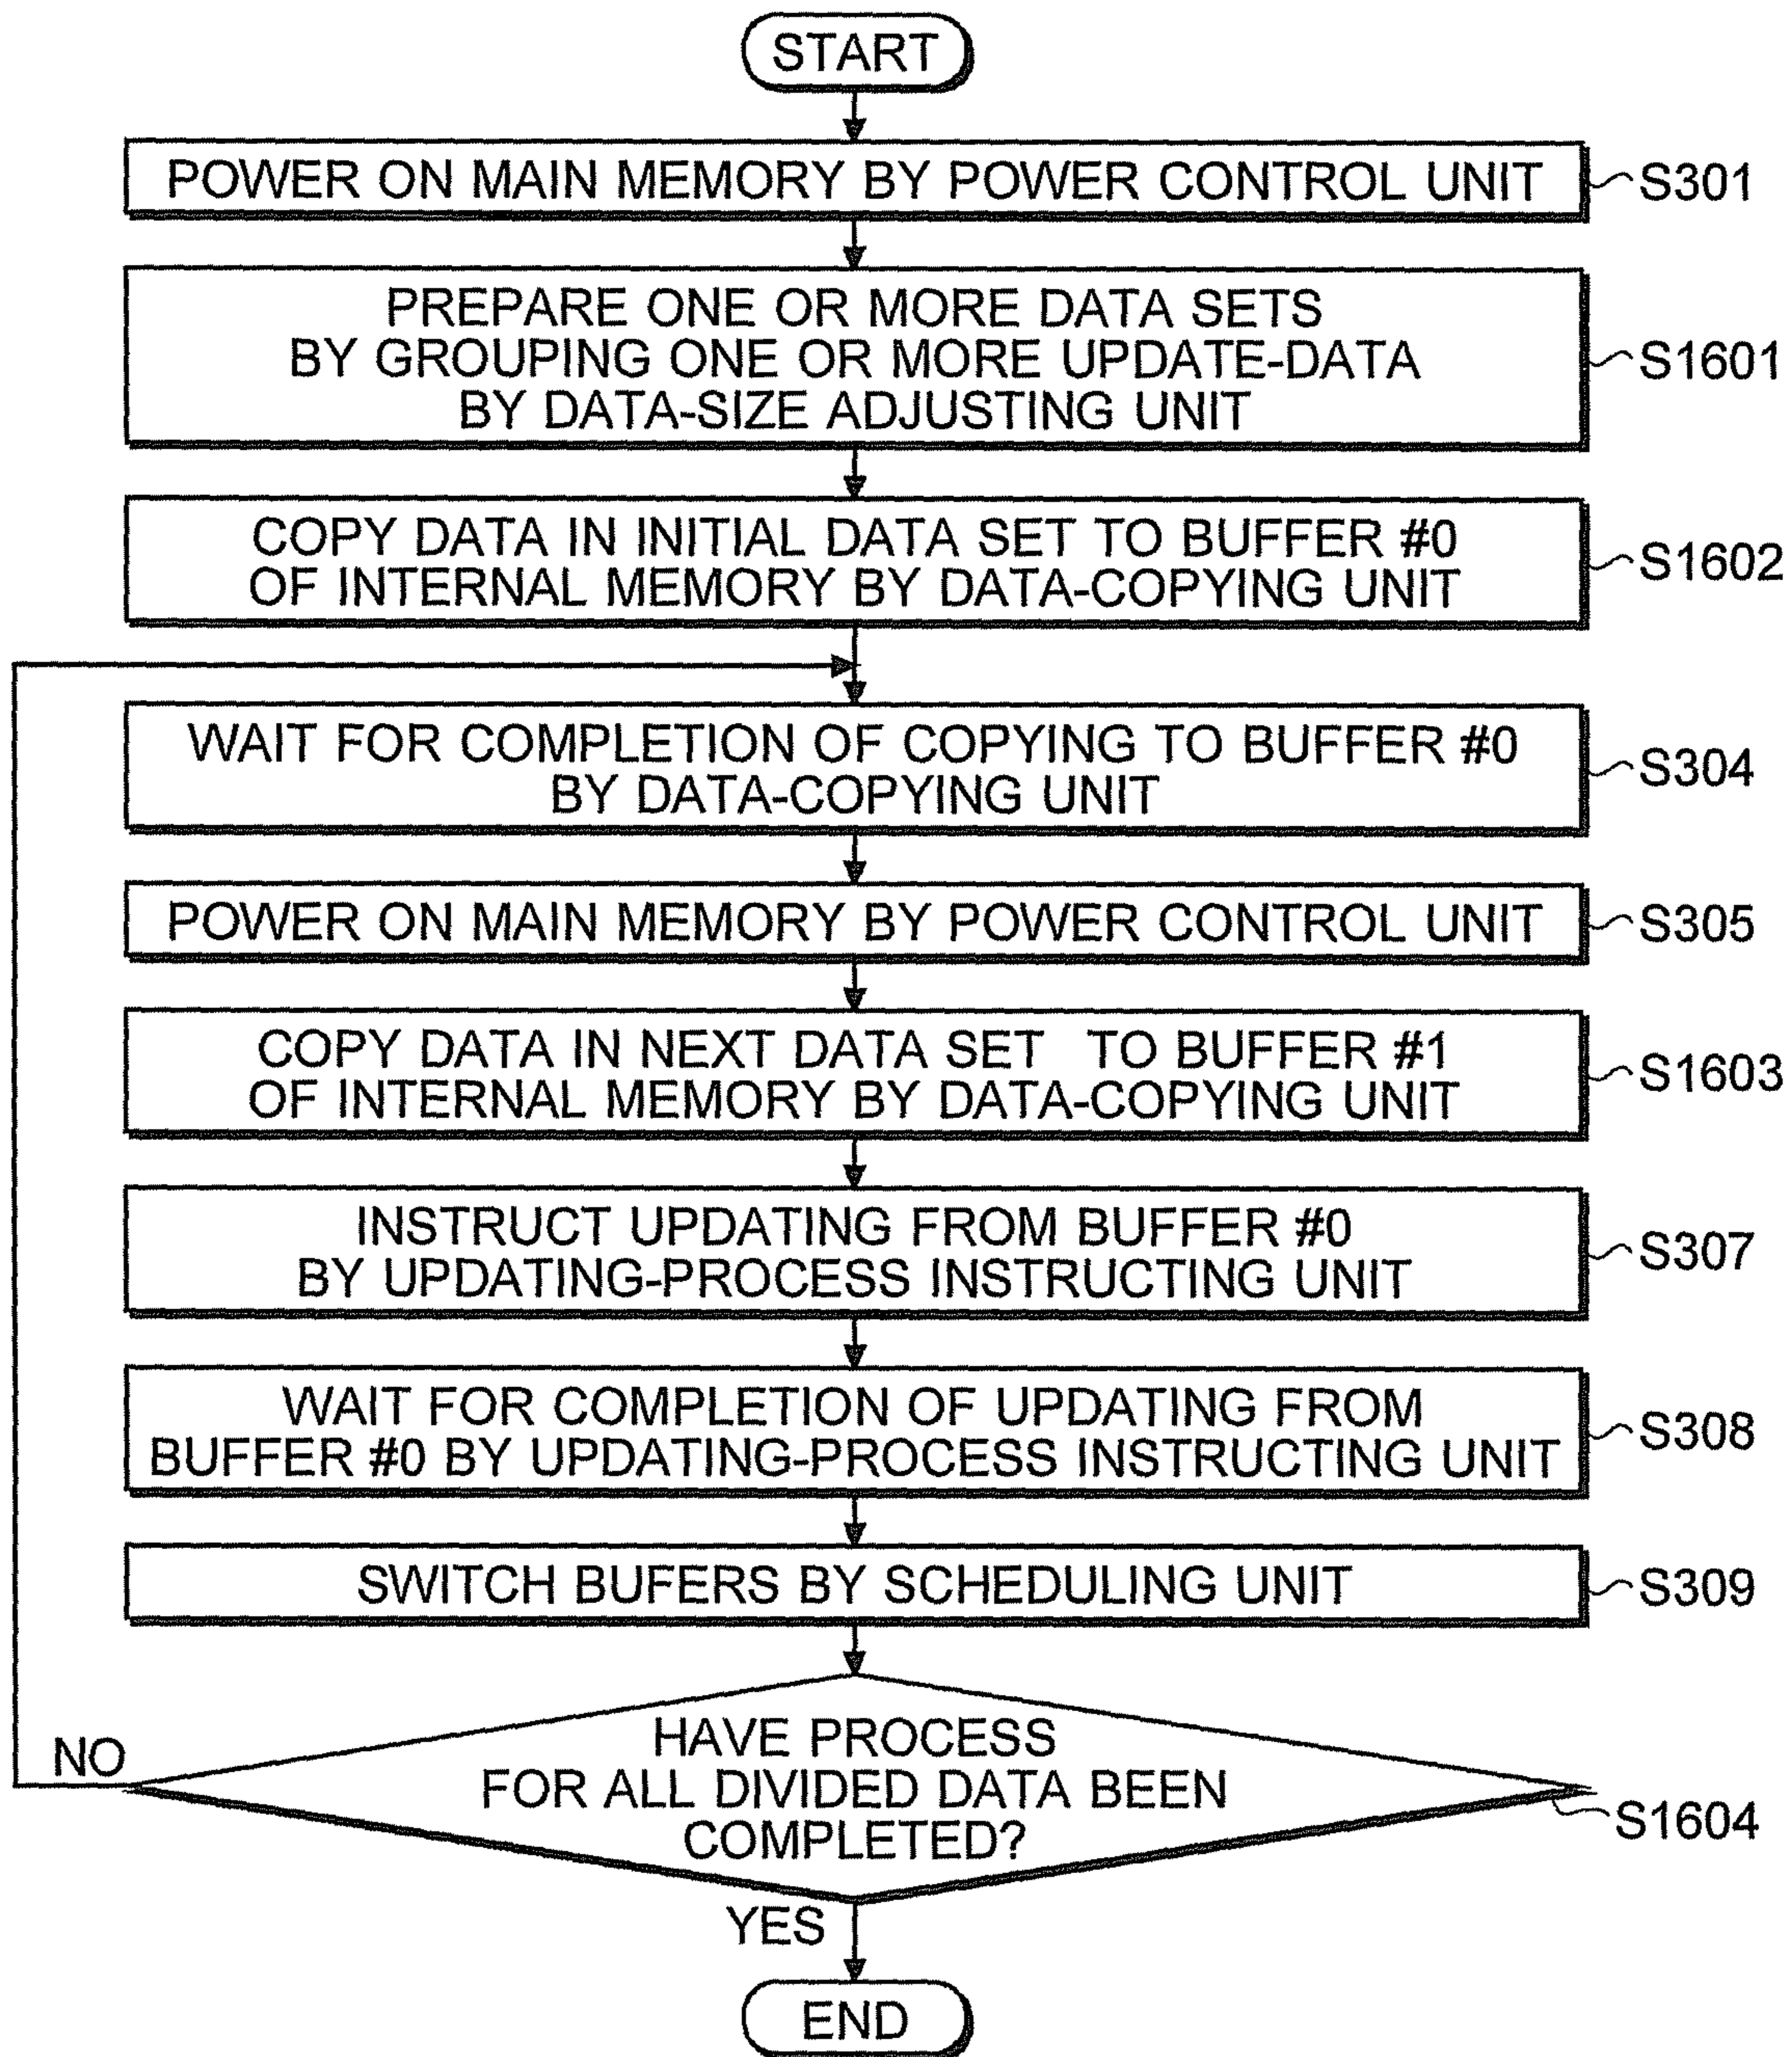 START
POWER ON MAIN MEMORY BY POWER CONTROL UNIT
S301
PREPARE ONE OR MORE DATA SETS
BY GROUPING ONE OR MORE UPDATE-DATA
BY DATA-SIZE ADJUSTING UNIT
S1601
COPY DATA IN INITIAL DATA SET TO BUFFER #0
OF INTERNAL MEMORY BY DATA-COPYING UNIT
S1602
WAIT FOR COMPLETION OF COPYING TO BUFFER #0
BY DATA-COPYING UNIT
S304
POWER ON MAIN MEMORY BY POWER CONTROL UNIT
S305
COPY DATA IN NEXT DATA SET TO BUFFER #1
OF INTERNAL MEMORY BY DATA-COPYING UNIT
S1603
INSTRUCT UPDATING FROM BUFFER #0
BY UPDATING-PROCESS INSTRUCTING UNIT
S307
WAIT FOR COMPLETION OF UPDATING FROM
BUFFER #0 BY UPDATING-PROCESS INSTRUCTING UNIT
S308
SWITCH BUFERS BY SCHEDULING UNIT
S309
HAVE PROCESS
FOR ALL DIVIDED DATA BEEN
COMPLETED?
S1604
NO
YES
END